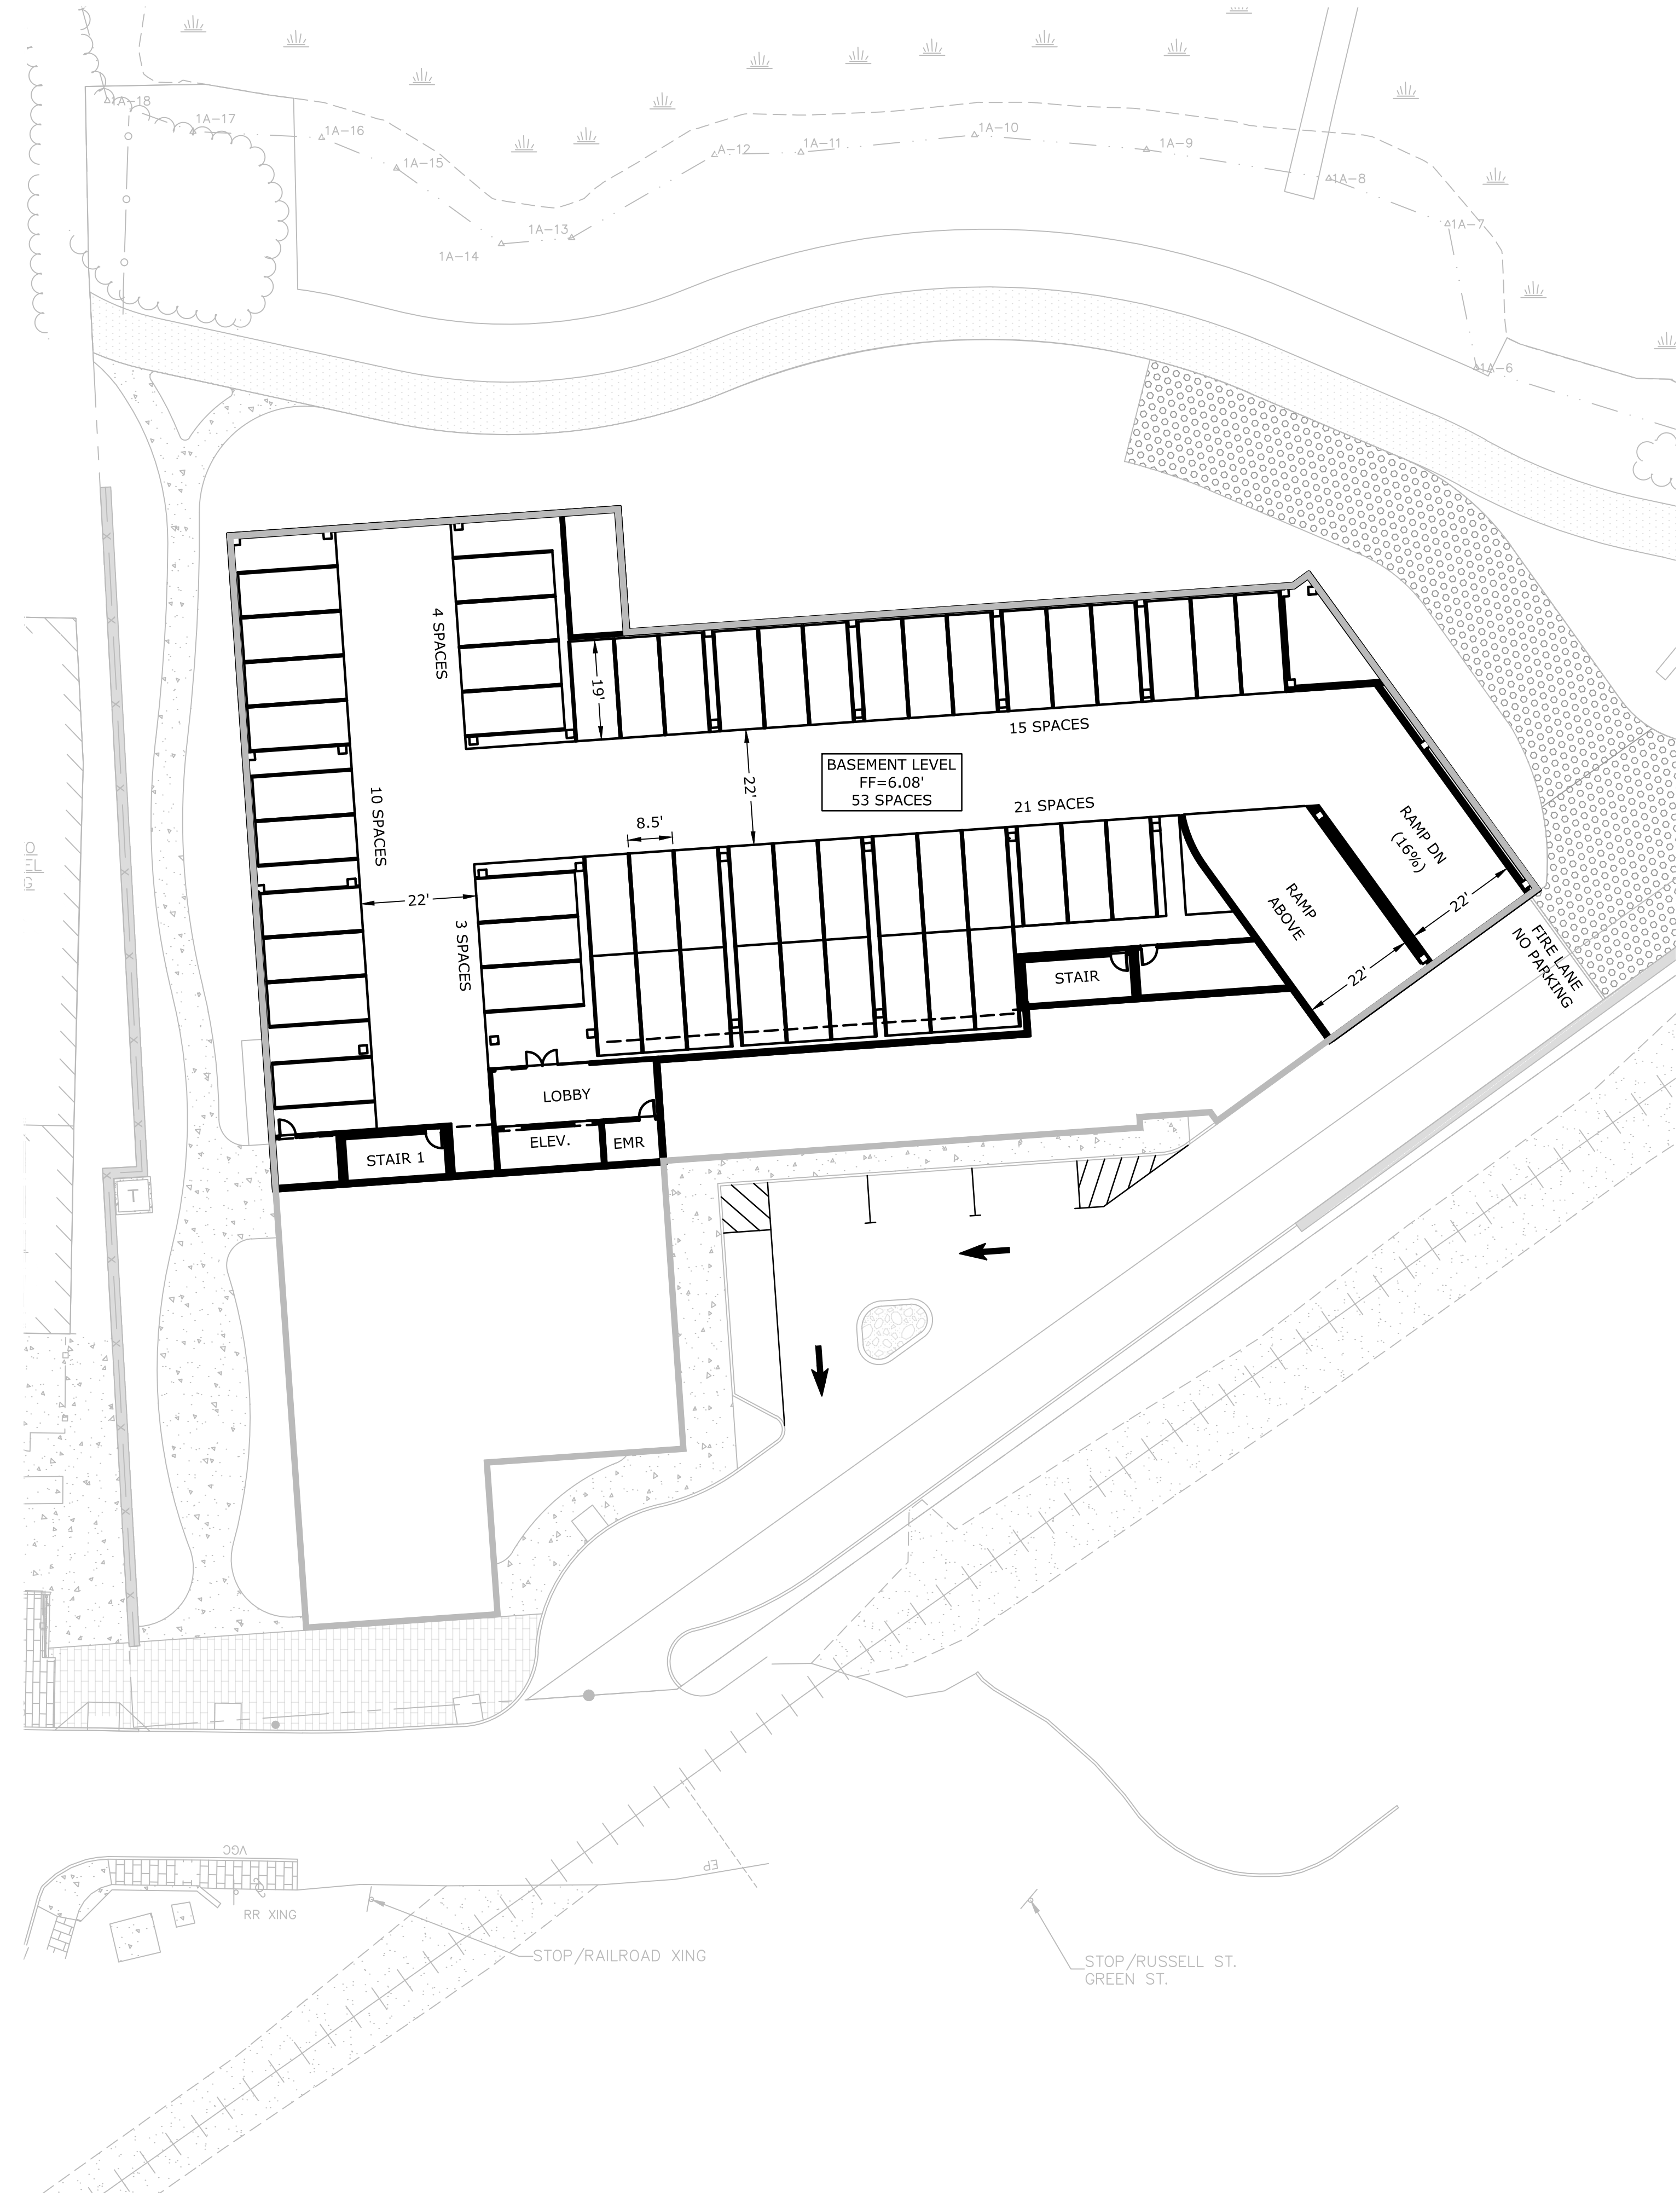 1A-18
1A-17
1A-16
1A-15
1A-14
1A-13
A-12
1A-11
1A-10
1A-9
1A-8
1A-7
1A-6
4 SPACES
19'
15 SPACES
BASEMENT LEVEL
FF=6.08'
53 SPACES
22'
21 SPACES
8.5'
10 SPACES
22'
3 SPACES
RAMP DN
(16%)
22'
RAMP
ABOVE
22'
FIRE LANE
NO PARKING
STAIR
LOBBY
ELEV.
EMR
STAIR 1
O
EL
G
T
VGC
EP
RR XING
STOP/RAILROAD XING
STOP/RUSSELL ST.
GREEN ST.